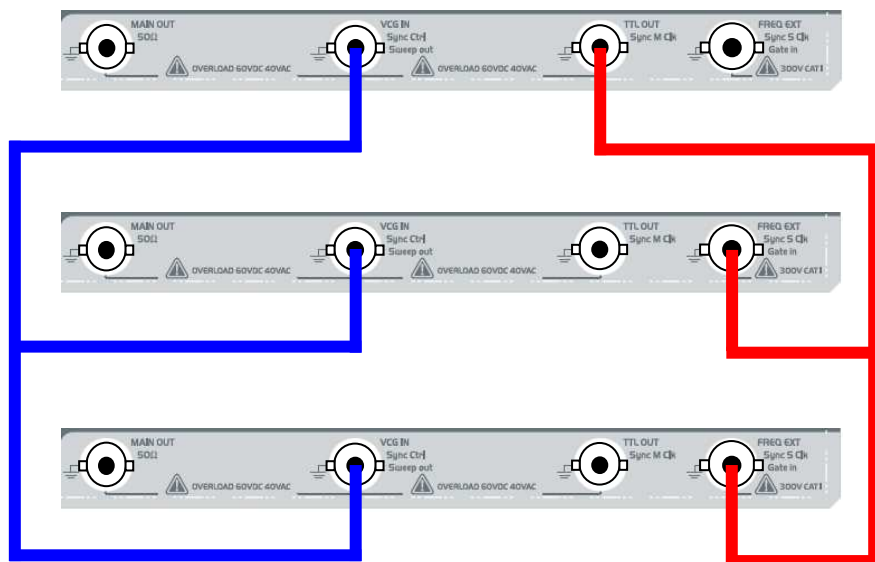 MAIN OUT
50Ω
OVERLOAD 60VDC 40VAC
VCG IN
Sync Ctrl
Sweep out
OVERLOAD 60VDC 40VAC
TTL OUT
Sync M Clk
FREQ EXT
Sync S Clk
Gate in
300V CAT I
MAIN OUT
50Ω
OVERLOAD 60VDC 40VAC
VCG IN
Sync Ctrl
Sweep out
OVERLOAD 60VDC 40VAC
TTL OUT
Sync M Clk
FREQ EXT
Sync S Clk
Gate in
300V CAT I
MAIN OUT
50Ω
OVERLOAD 60VDC 40VAC
VCG IN
Sync Ctrl
Sweep out
OVERLOAD 60VDC 40VAC
TTL OUT
Sync M Clk
FREQ EXT
Sync S Clk
Gate in
300V CAT I